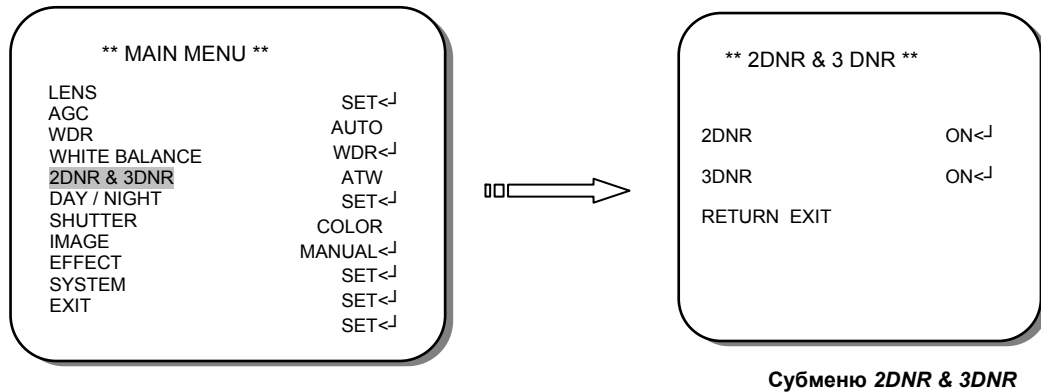 ** MAIN MENU **
LENS SET<┘
AGC AUTO
WDR WDR<┘
WHITE BALANCE ATW
2DNR & 3DNR SET<┘
DAY / NIGHT COLOR
SHUTTER MANUAL<┘
IMAGE SET<┘
EFFECT SET<┘
SYSTEM SET<┘
EXIT
** 2DNR & 3 DNR **
2DNR ON<┘
3DNR ON<┘
RETURN EXIT
Субменю 2DNR & 3DNR